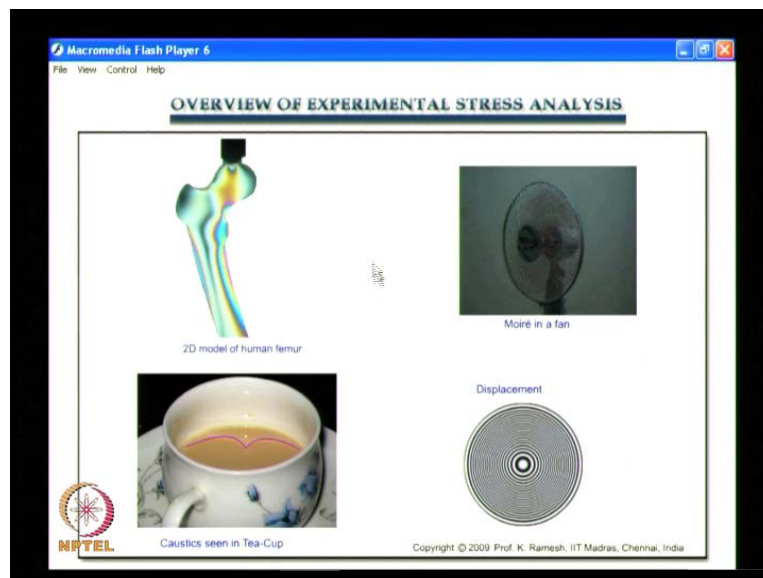 Macromedia Flash Player 6
File View Control Help
OVERVIEW OF EXPERIMENTAL STRESS ANALYSIS
2D model of human femur
Moiré in a fan
Displacement
Caustics seen in Tea-Cup
NPTEL
Copyright © 2009 Prof. K. Ramesh, IIT Madras, Chennai, India